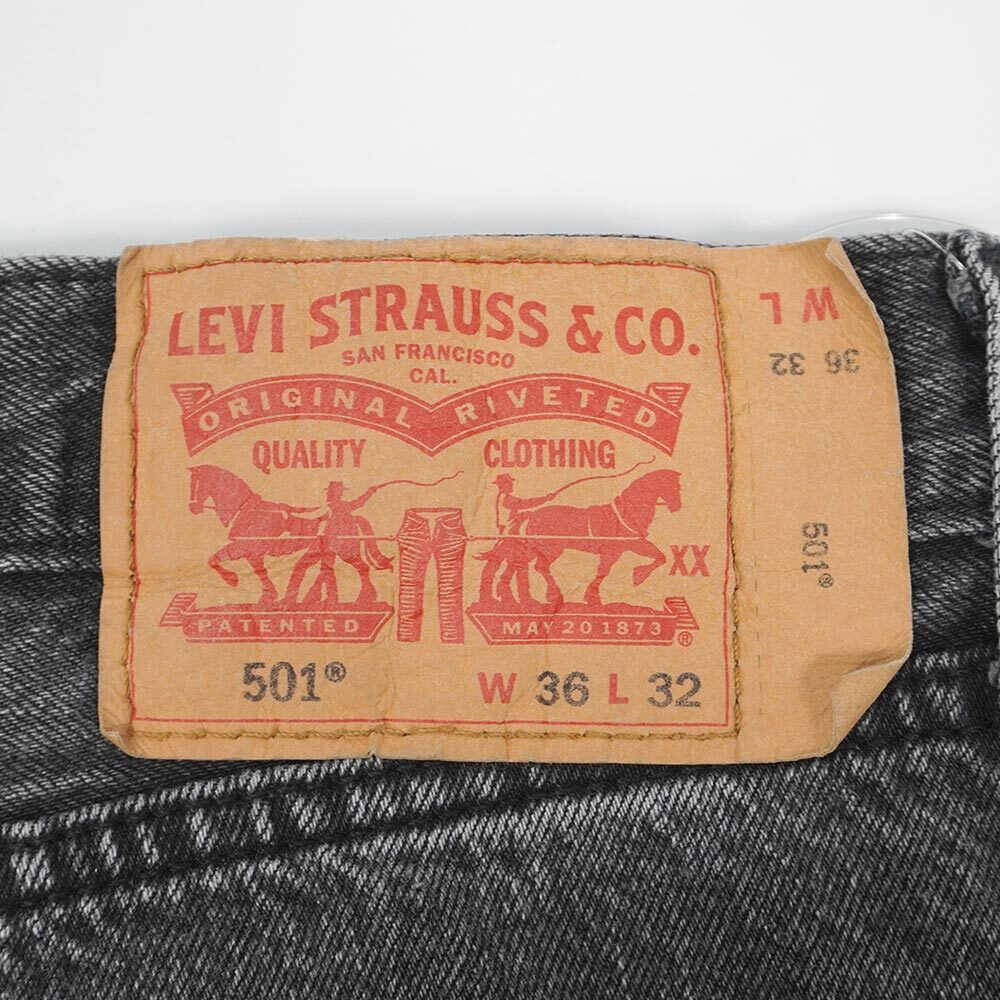 LEVI STRAUSS & CO.
SAN FRANCISCO
CAL.
ORIGINAL RIVETED
QUALITY CLOTHING
XX
PATENTED MAY 20 1873 ®
501® W 36 L 32
W L
36 32
501®